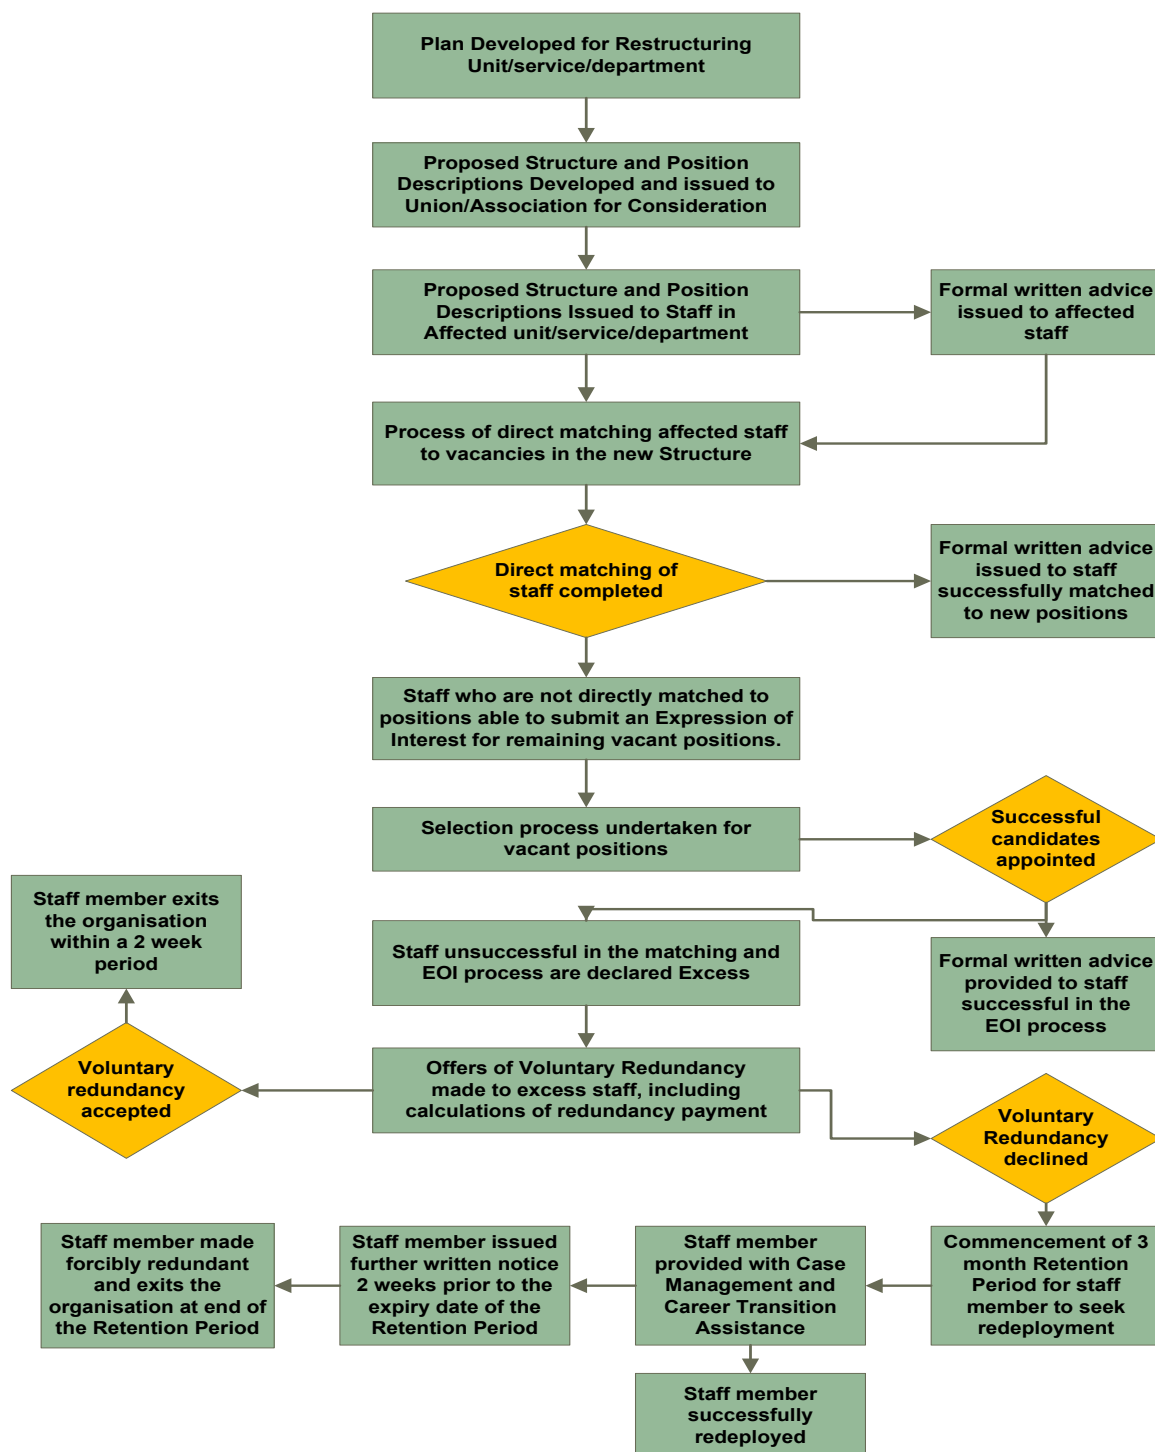 Plan Developed for Restructuring
Unit/service/department
Proposed Structure and Position
Descriptions Developed and issued to
Union/Association for Consideration
Proposed Structure and Position
Descriptions Issued to Staff in
Affected unit/service/department
Formal written advice
issued to affected
staff
Process of direct matching affected staff
to vacancies in the new Structure
Direct matching of
staff completed
Formal written advice
issued to staff
successfully matched
to new positions
Staff who are not directly matched to
positions able to submit an Expression of
Interest for remaining vacant positions.
Selection process undertaken for
vacant positions
Successful
candidates
appointed
Staff member exits
the organisation
within a 2 week
period
Staff unsuccessful in the matching and
EOI process are declared Excess
Formal written advice
provided to staff
successful in the
EOI process
Voluntary
redundancy
accepted
Offers of Voluntary Redundancy
made to excess staff, including
calculations of redundancy payment
Voluntary
Redundancy
declined
Staff member made
forcibly redundant
and exits the
organisation at end of
the Retention Period
Staff member issued
further written notice
2 weeks prior to the
expiry date of the
Retention Period
Staff member
provided with Case
Management and
Career Transition
Assistance
Commencement of 3
month Retention
Period for staff
member to seek
redeployment
Staff member
successfully
redeployed